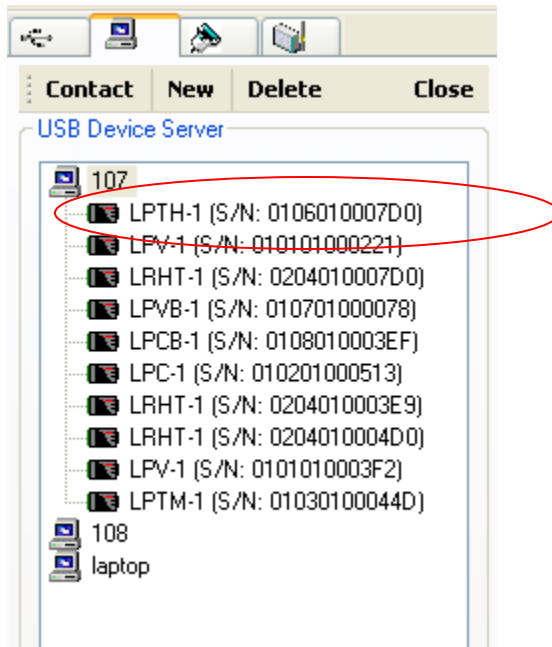 Contact New Delete Close
USB Device Server
107
LPTH-1 (S/N: 0106010007D0)
LPV-1 (S/N: 010101000221)
LRHT-1 (S/N: 0204010007D0)
LPVB-1 (S/N: 010701000078)
LPCB-1 (S/N: 0108010003EF)
LPC-1 (S/N: 010201000513)
LRHT-1 (S/N: 0204010003E9)
LRHT-1 (S/N: 0204010004D0)
LPV-1 (S/N: 0101010003F2)
LPTM-1 (S/N: 01030100044D)
108
laptop